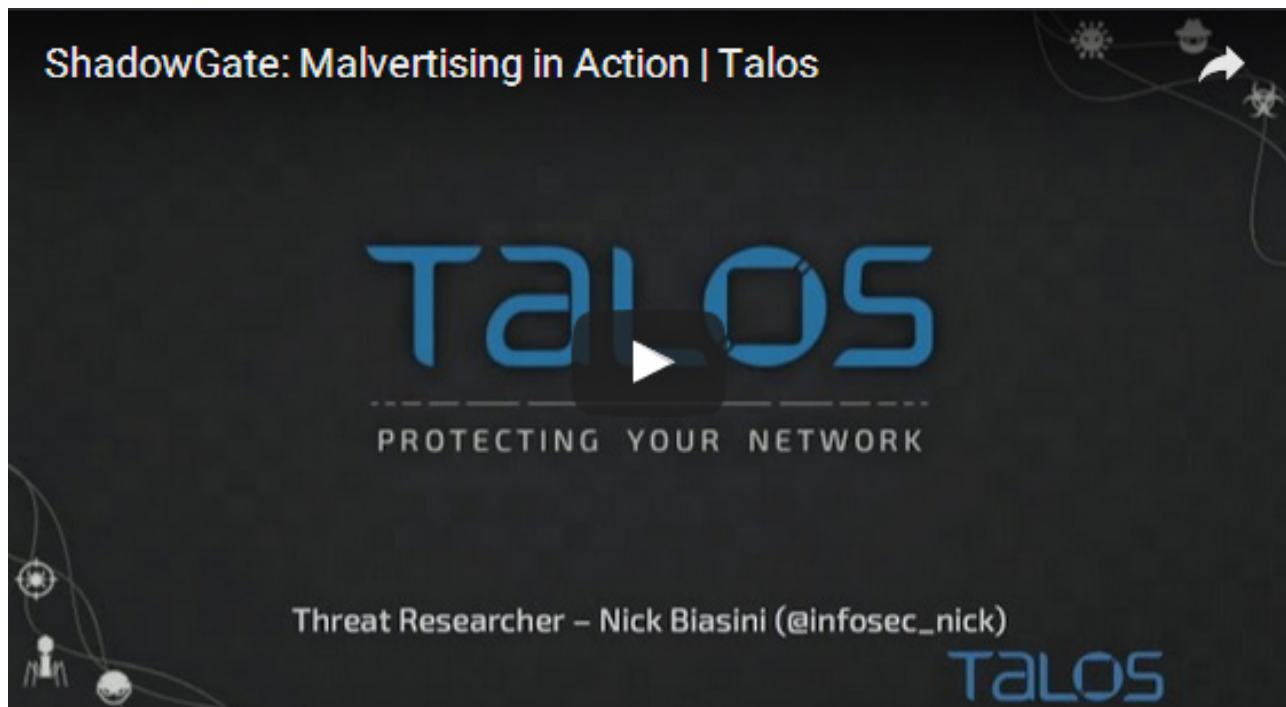 ShadowGate: Malvertising in Action | Talos
TaLOS
PROTECTING YOUR NETWORK
Threat Researcher – Nick Biasini (@infosec_nick)
TaLOS